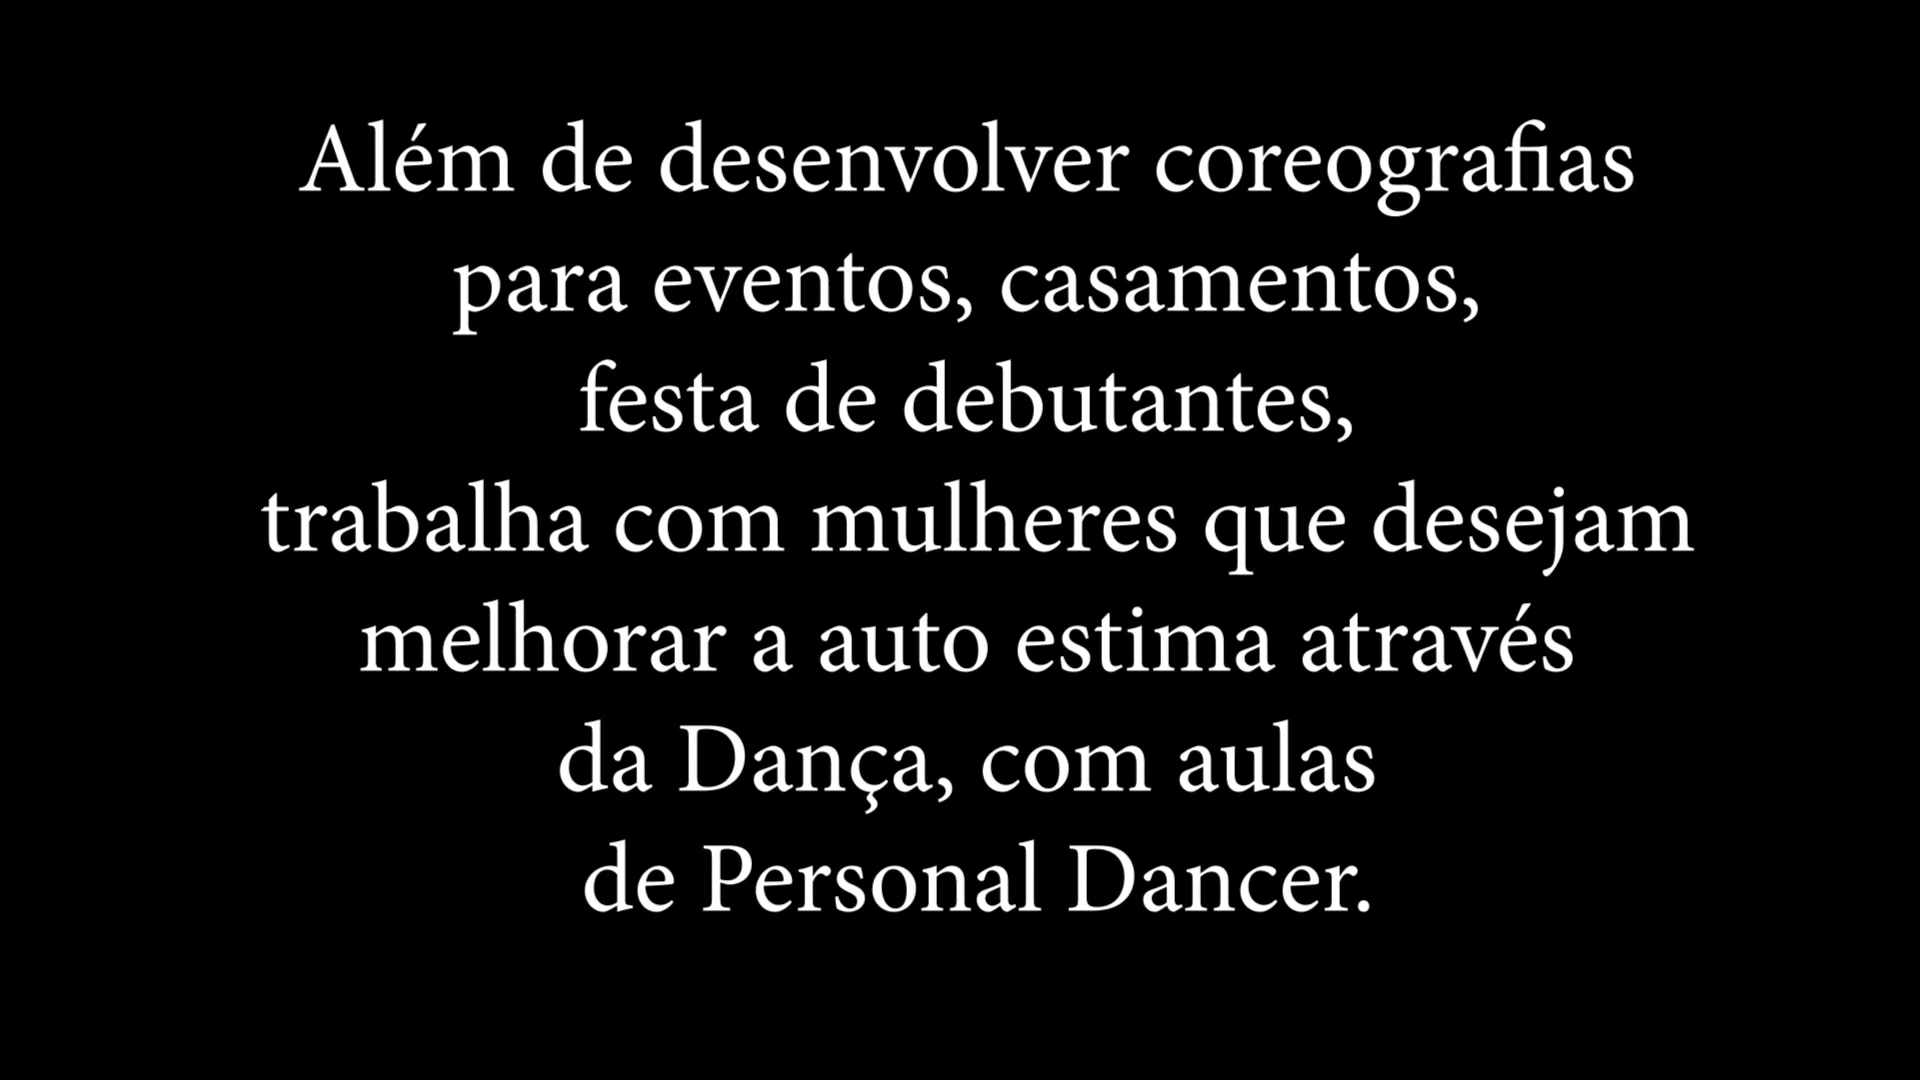 Além de desenvolver coreografias
para eventos, casamentos,
festa de debutantes,
trabalha com mulheres que desejam
melhorar a auto estima através
da Dança, com aulas
de Personal Dancer.